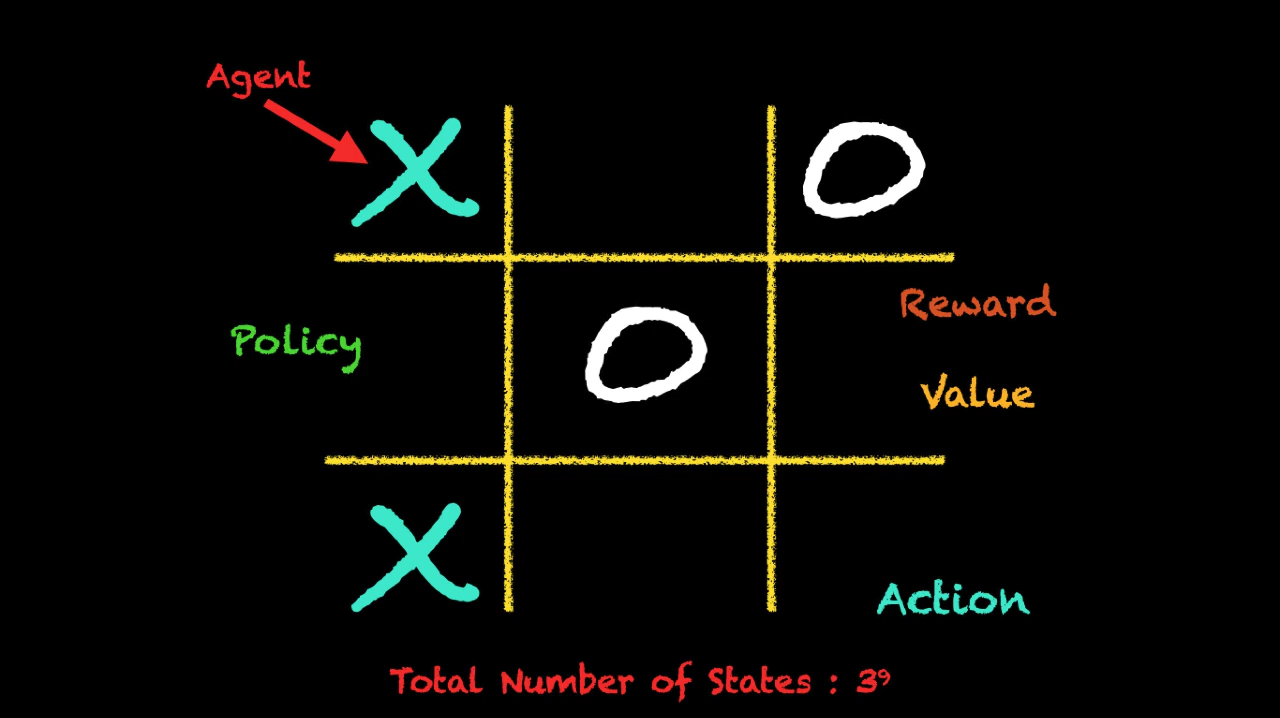 Agent
X O
Reward
Policy
O
Value
X
Action
Total Number of States : 3⁹